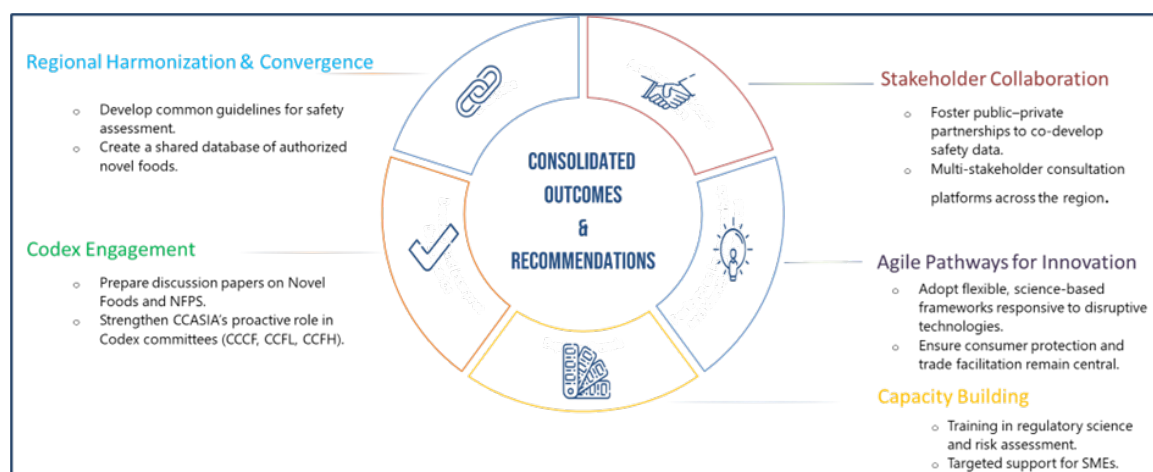 Regional Harmonization & Convergence
o Develop common guidelines for safety
assessment.
o Create a shared database of authorized
novel foods.
Codex Engagement
o Prepare discussion papers on Novel
Foods and NFPS.
o Strengthen CCASIA's proactive role in
Codex committees (CCCF, CCFL, CCFH).
CONSOLIDATED
OUTCOMES
&
RECOMMENDATIONS
Stakeholder Collaboration
o Foster public–private
partnerships to co-develop
safety data.
o Multi-stakeholder consultation
platforms across the region.
Agile Pathways for Innovation
o Adopt flexible, science-based
frameworks responsive to disruptive
technologies.
o Ensure consumer protection and
trade facilitation remain central.
Capacity Building
o Training in regulatory science
and risk assessment.
o Targeted support for SMEs.